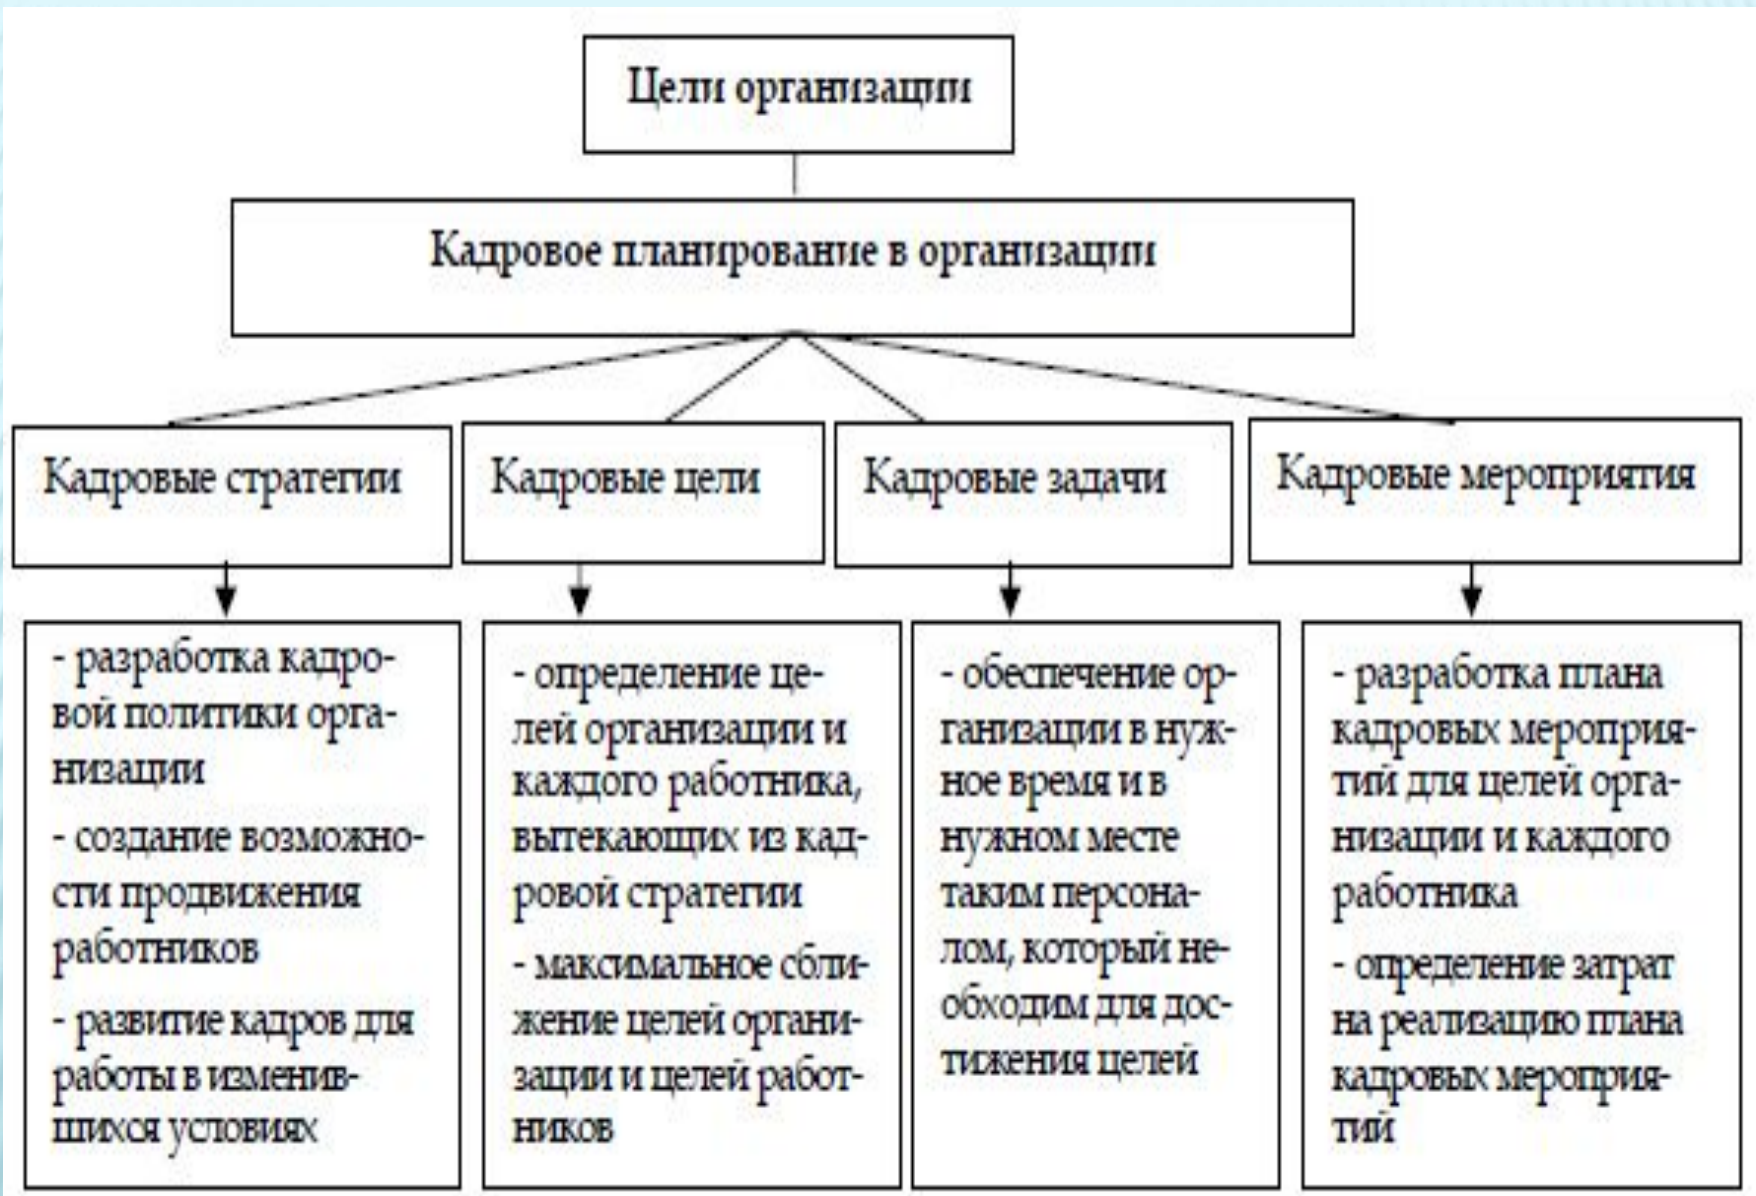 Цели организации
Кадровое планирование в организации
Кадровые стратегии
Кадровые цели
Кадровые задачи
Кадровые мероприятия
- разработка кадро-
вой политики орга-
низации
- создание возможно-
сти продвижения
работников
- развитие кадров для
работы в изменив-
шихся условиях
- определение це-
лей организации и
каждого работника,
вытекающих из кад-
ровой стратегии
- максимальное сбли-
жение целей органи-
зации и целей работ-
ников
- обеспечение ор-
ганизации в нуж-
ное время и в
нужном месте
таким персона-
лом, который не-
обходим для дос-
тижения целей
- разработка плана
кадровых мероприя-
тий для целей орга-
низации и каждого
работника
- определение затрат
на реализацию плана
кадровых мероприя-
тий